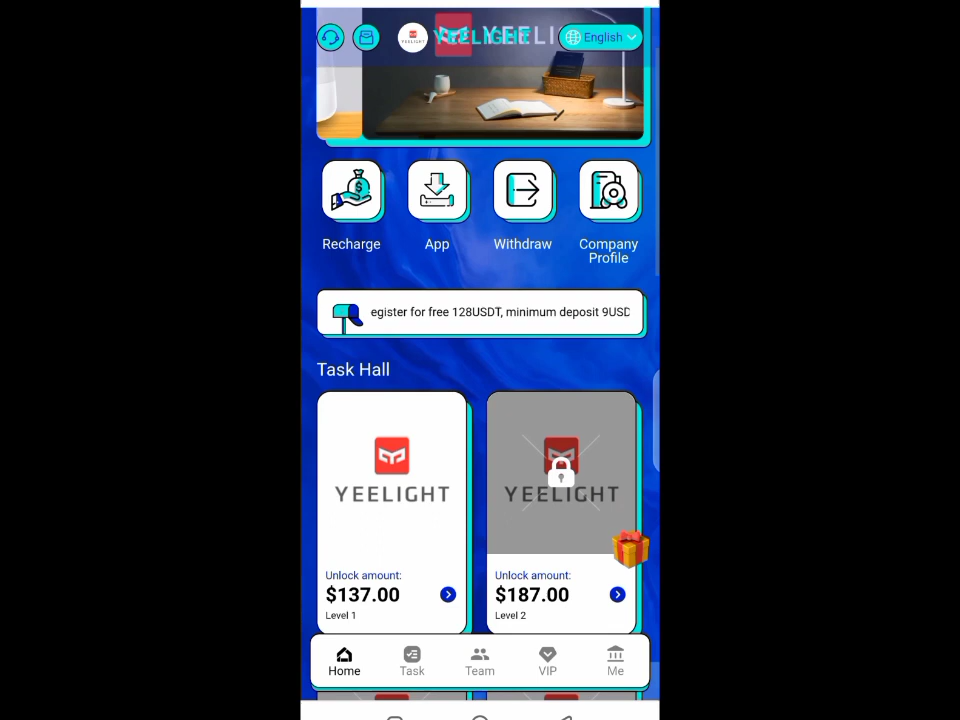 YEELIGHT
English
Recharge
App
Withdraw
Company
Profile
egister for free 128USDT, minimum deposit 9USD
Task Hall
YEELIGHT
YEELIGHT
Unlock amount:
$137.00
Level 1
Unlock amount:
$187.00
Level 2
Home
Task
Team
VIP
Me